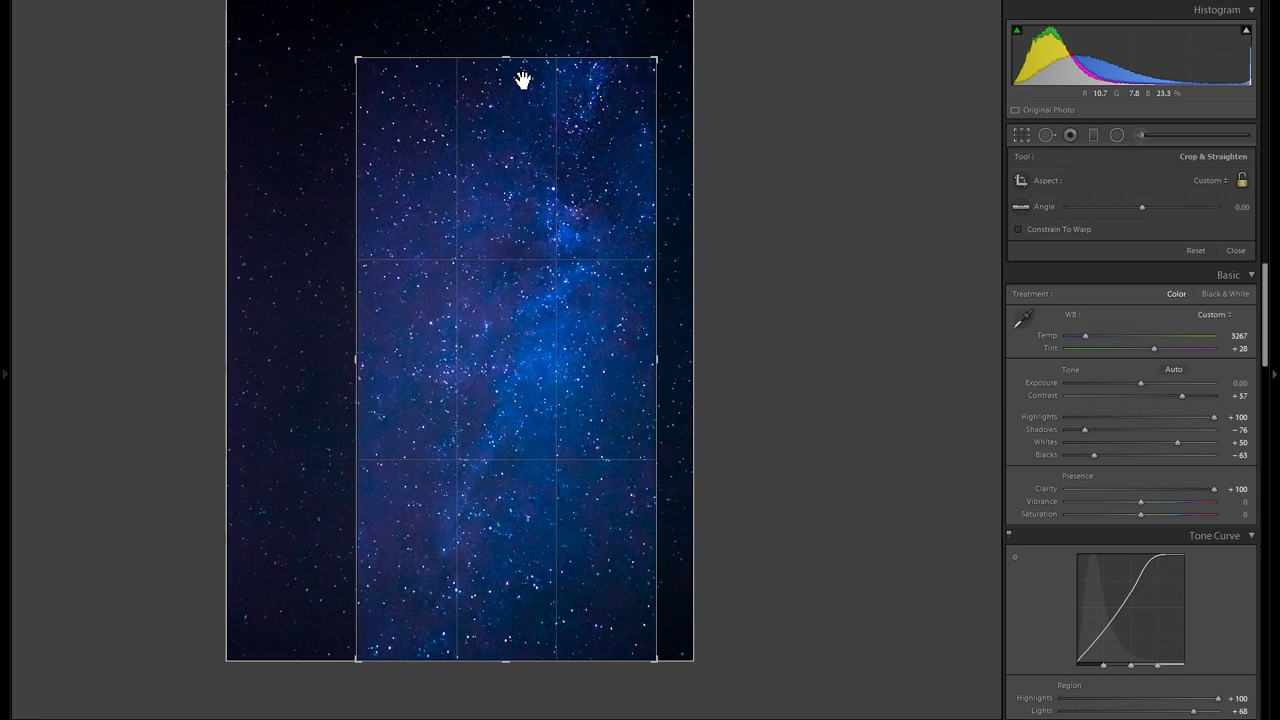 Histogram
R 10.7 G 7.8 B 23.3 %
Original Photo
Tool : Crop & Straighten
Aspect : Custom
Angle 0.00
Constrain To Warp
Reset Close
Basic
Treatment : Color Black & White
WB : Custom
Temp 3267
Tint + 28
Tone Auto
Exposure 0.00
Contrast + 57
Highlights + 100
Shadows − 76
Whites + 50
Blacks − 63
Presence
Clarity + 100
Vibrance 0
Saturation 0
Tone Curve
Region
Highlights + 100
Lights + 68